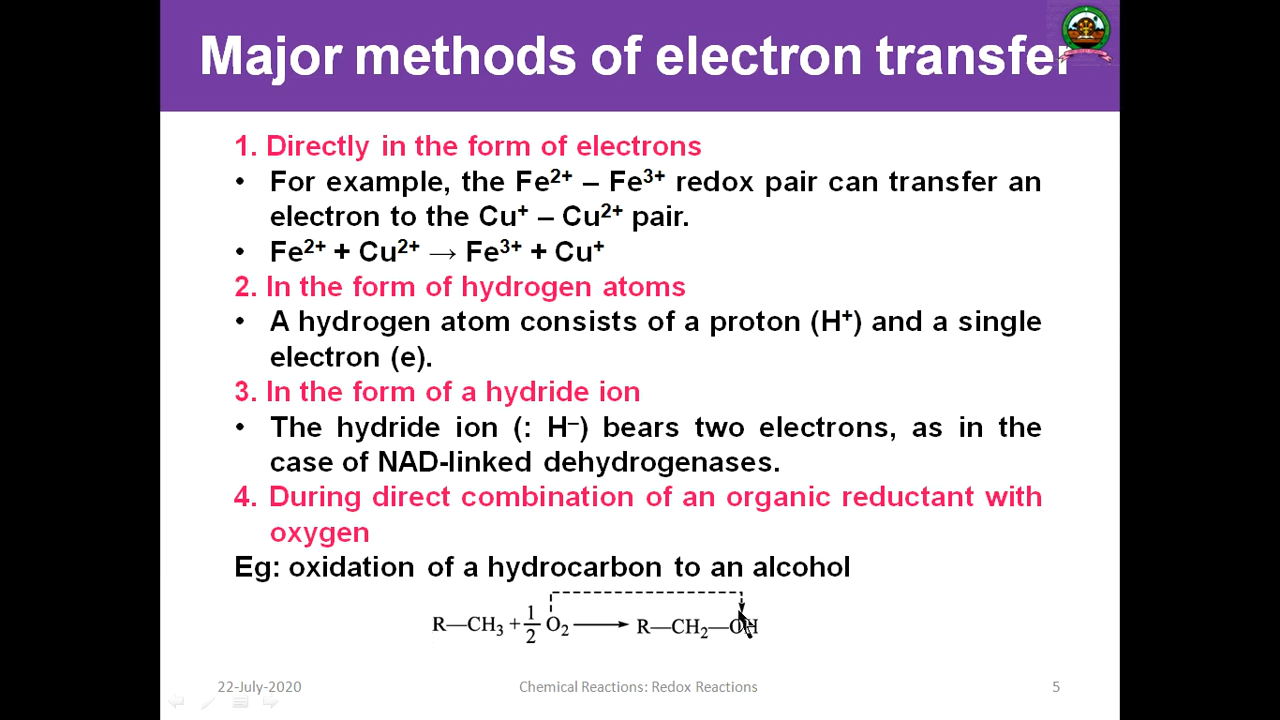 Major methods of electron transfer
1. Directly in the form of electrons
• For example, the Fe²⁺ – Fe³⁺ redox pair can transfer an
electron to the Cu⁺ – Cu²⁺ pair.
• Fe²⁺ + Cu²⁺ → Fe³⁺ + Cu⁺
2. In the form of hydrogen atoms
• A hydrogen atom consists of a proton (H⁺) and a single
electron (e).
3. In the form of a hydride ion
• The hydride ion (: H⁻) bears two electrons, as in the
case of NAD-linked dehydrogenases.
4. During direct combination of an organic reductant with
oxygen
Eg: oxidation of a hydrocarbon to an alcohol
R—CH₃ + 1/2 O₂ ⟶ R—CH₂—OH
22-July-2020 Chemical Reactions: Redox Reactions 5